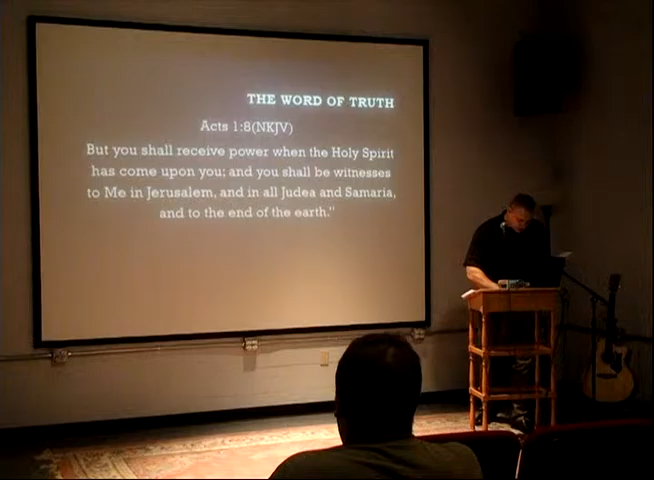 THE WORD OF TRUTH
Acts 1:8(NKJV)
But you shall receive power when the Holy Spirit
has come upon you; and you shall be witnesses
to Me in Jerusalem, and in all Judea and Samaria,
and to the end of the earth."